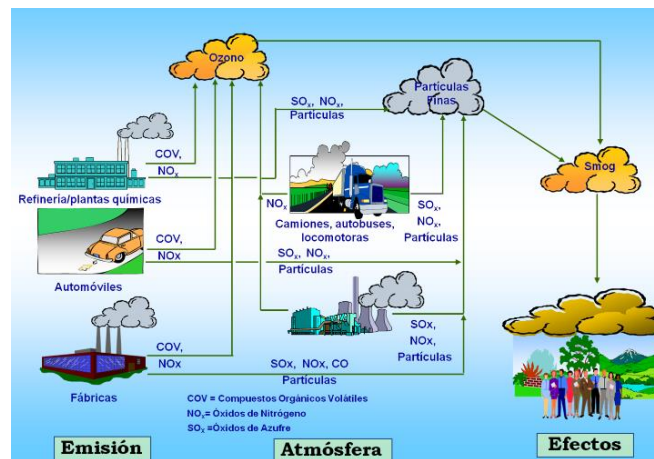 Ozono
Partículas
Finas
SOx, NOx,
Partículas
COV,
NOx
Smog
Refinería/plantas químicas
NOx
Camiones, autobuses,
locomotoras
SOx,
NOx,
Partículas
COV,
NOx
SOx, NOx,
Partículas
Automóviles
SOx,
NOx,
Partículas
COV,
NOx
SOx, NOx, CO
Partículas
Fábricas
COV = Compuestos Orgánicos Volátiles
NOx= Óxidos de Nitrógeno
SOx =Óxidos de Azufre
Emisión
Atmósfera
Efectos